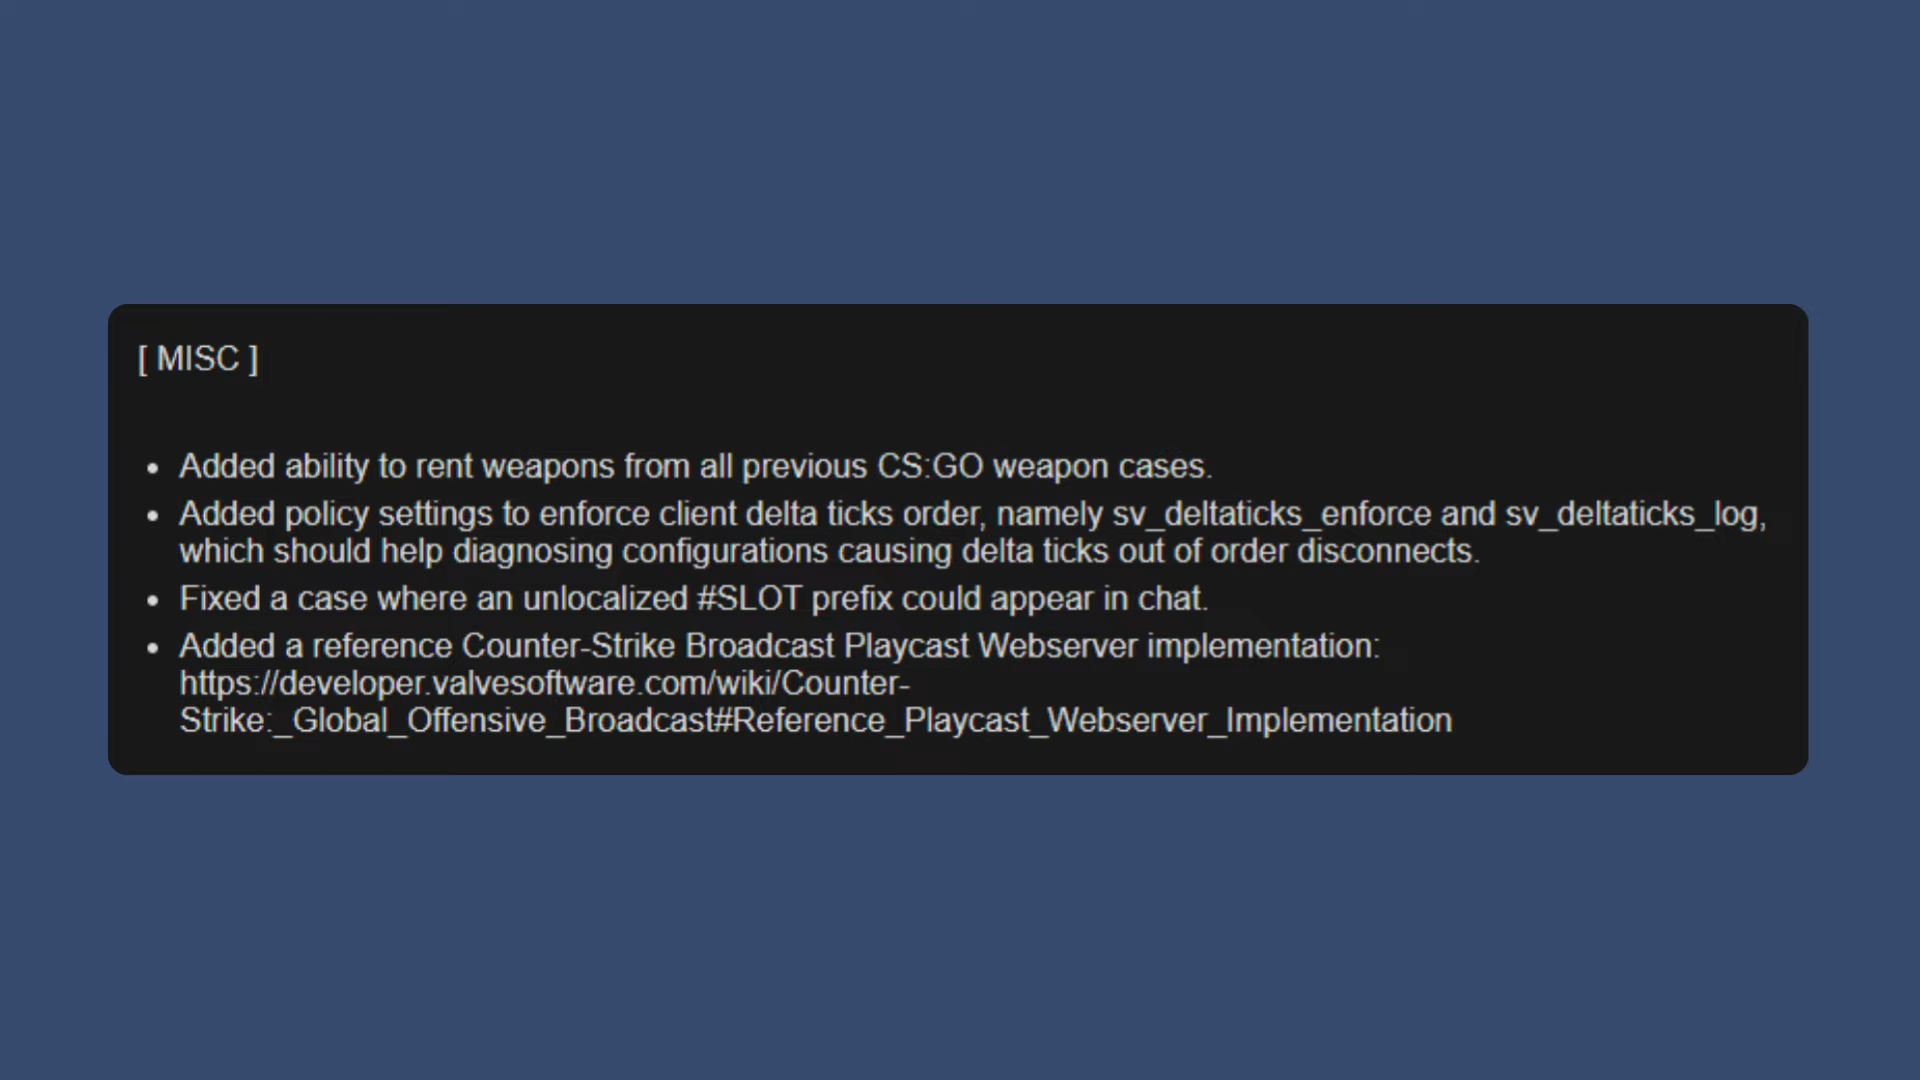 [ MISC ]
• Added ability to rent weapons from all previous CS:GO weapon cases.
• Added policy settings to enforce client delta ticks order, namely sv_deltaticks_enforce and sv_deltaticks_log,
which should help diagnosing configurations causing delta ticks out of order disconnects.
• Fixed a case where an unlocalized #SLOT prefix could appear in chat.
• Added a reference Counter-Strike Broadcast Playcast Webserver implementation:
https://developer.valvesoftware.com/wiki/Counter-
Strike:_Global_Offensive_Broadcast#Reference_Playcast_Webserver_Implementation